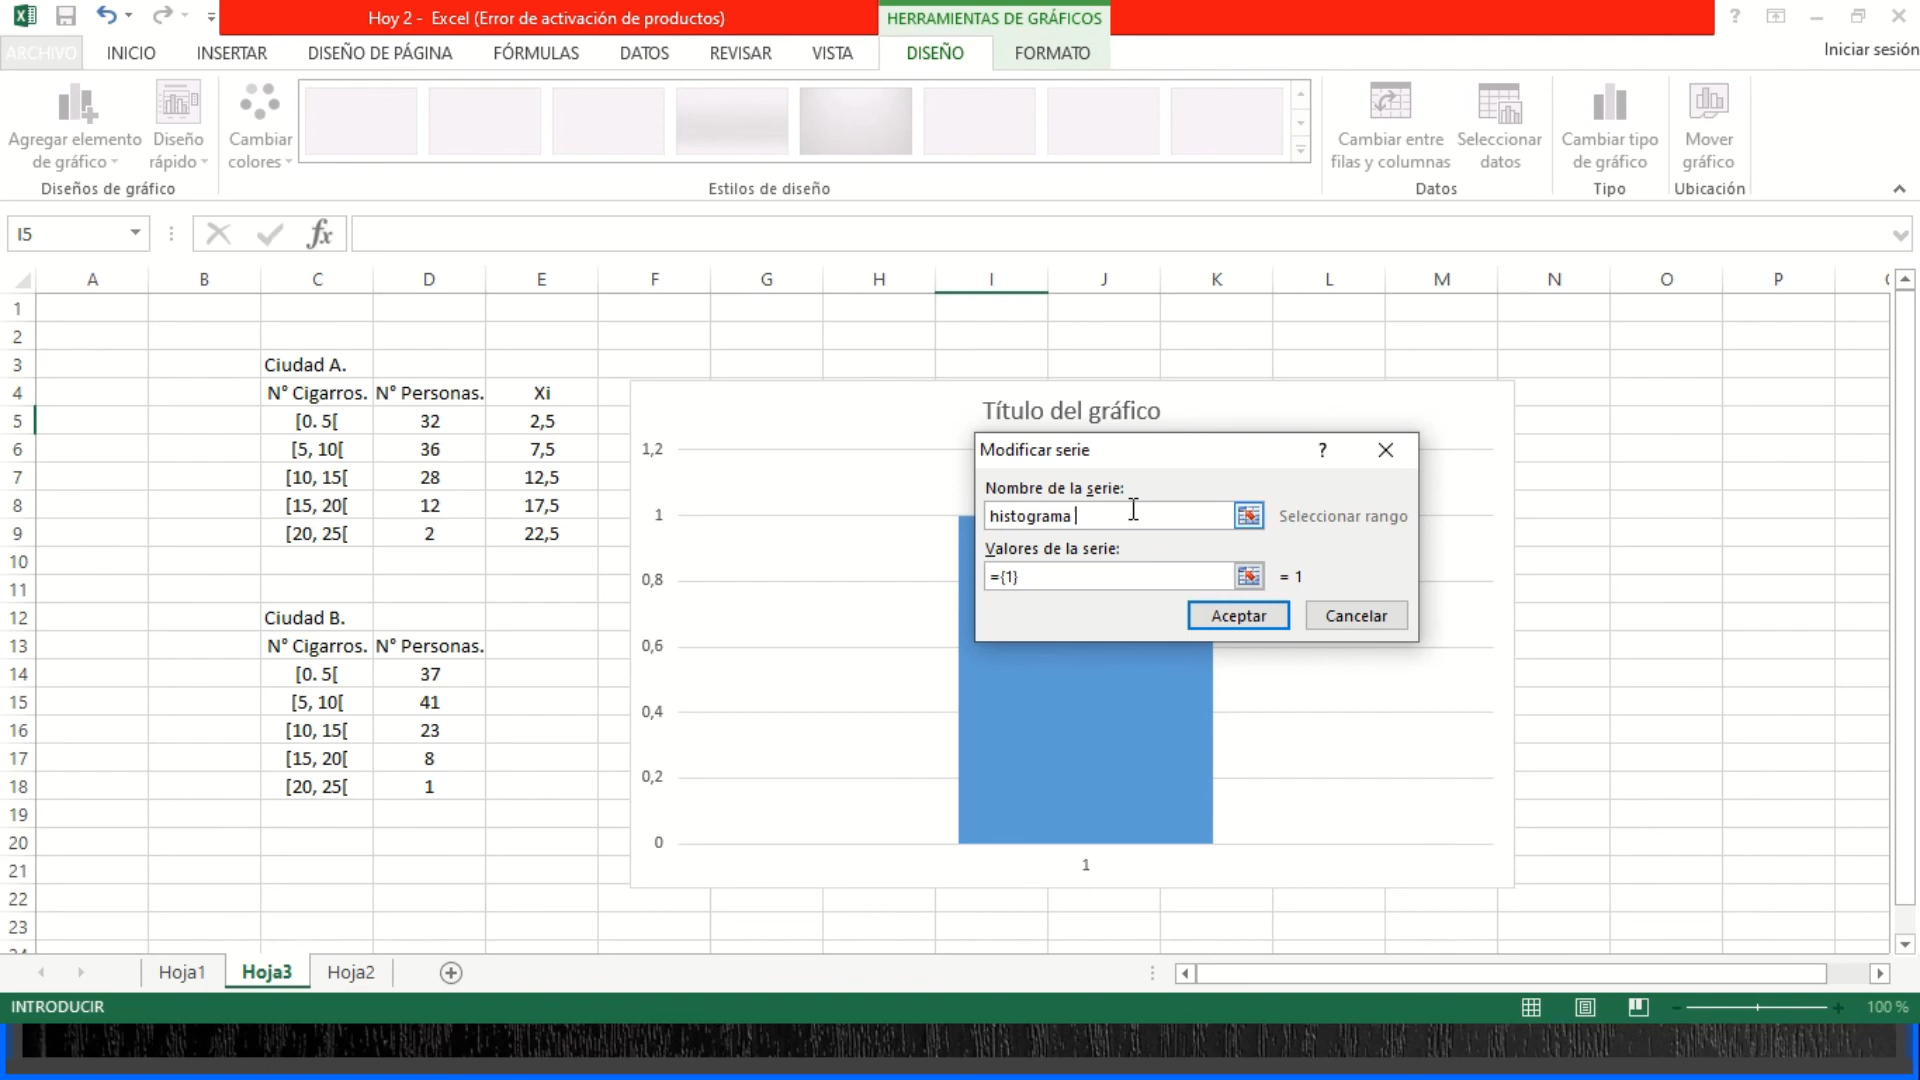 Hoy 2 - Excel (Error de activación de productos)
HERRAMIENTAS DE GRÁFICOS
?
ARCHIVO INICIO INSERTAR DISEÑO DE PÁGINA FÓRMULAS DATOS REVISAR VISTA DISEÑO FORMATO
Iniciar sesión
Agregar elemento de gráfico
Diseño rápido
Cambiar colores
Cambiar entre filas y columnas
Seleccionar datos
Cambiar tipo de gráfico
Mover gráfico
Diseños de gráfico
Estilos de diseño
Datos
Tipo
Ubicación
I5
fx
A B C D E F G H I J K L M N O P
1
2
3 Ciudad A.
4 N° Cigarros. N° Personas. Xi
5 [0. 5[ 32 2,5
6 [5, 10[ 36 7,5
7 [10, 15[ 28 12,5
8 [15, 20[ 12 17,5
9 [20, 25[ 2 22,5
10
11
12 Ciudad B.
13 N° Cigarros. N° Personas.
14 [0. 5[ 37
15 [5, 10[ 41
16 [10, 15[ 23
17 [15, 20[ 8
18 [20, 25[ 1
19
20
21
22
23
Título del gráfico
1,2
1
0,8
0,6
0,4
0,2
0
1
Modificar serie
?
Nombre de la serie:
histograma
Seleccionar rango
Valores de la serie:
={1}
= 1
Aceptar
Cancelar
Hoja1 Hoja3 Hoja2
INTRODUCIR
100 %